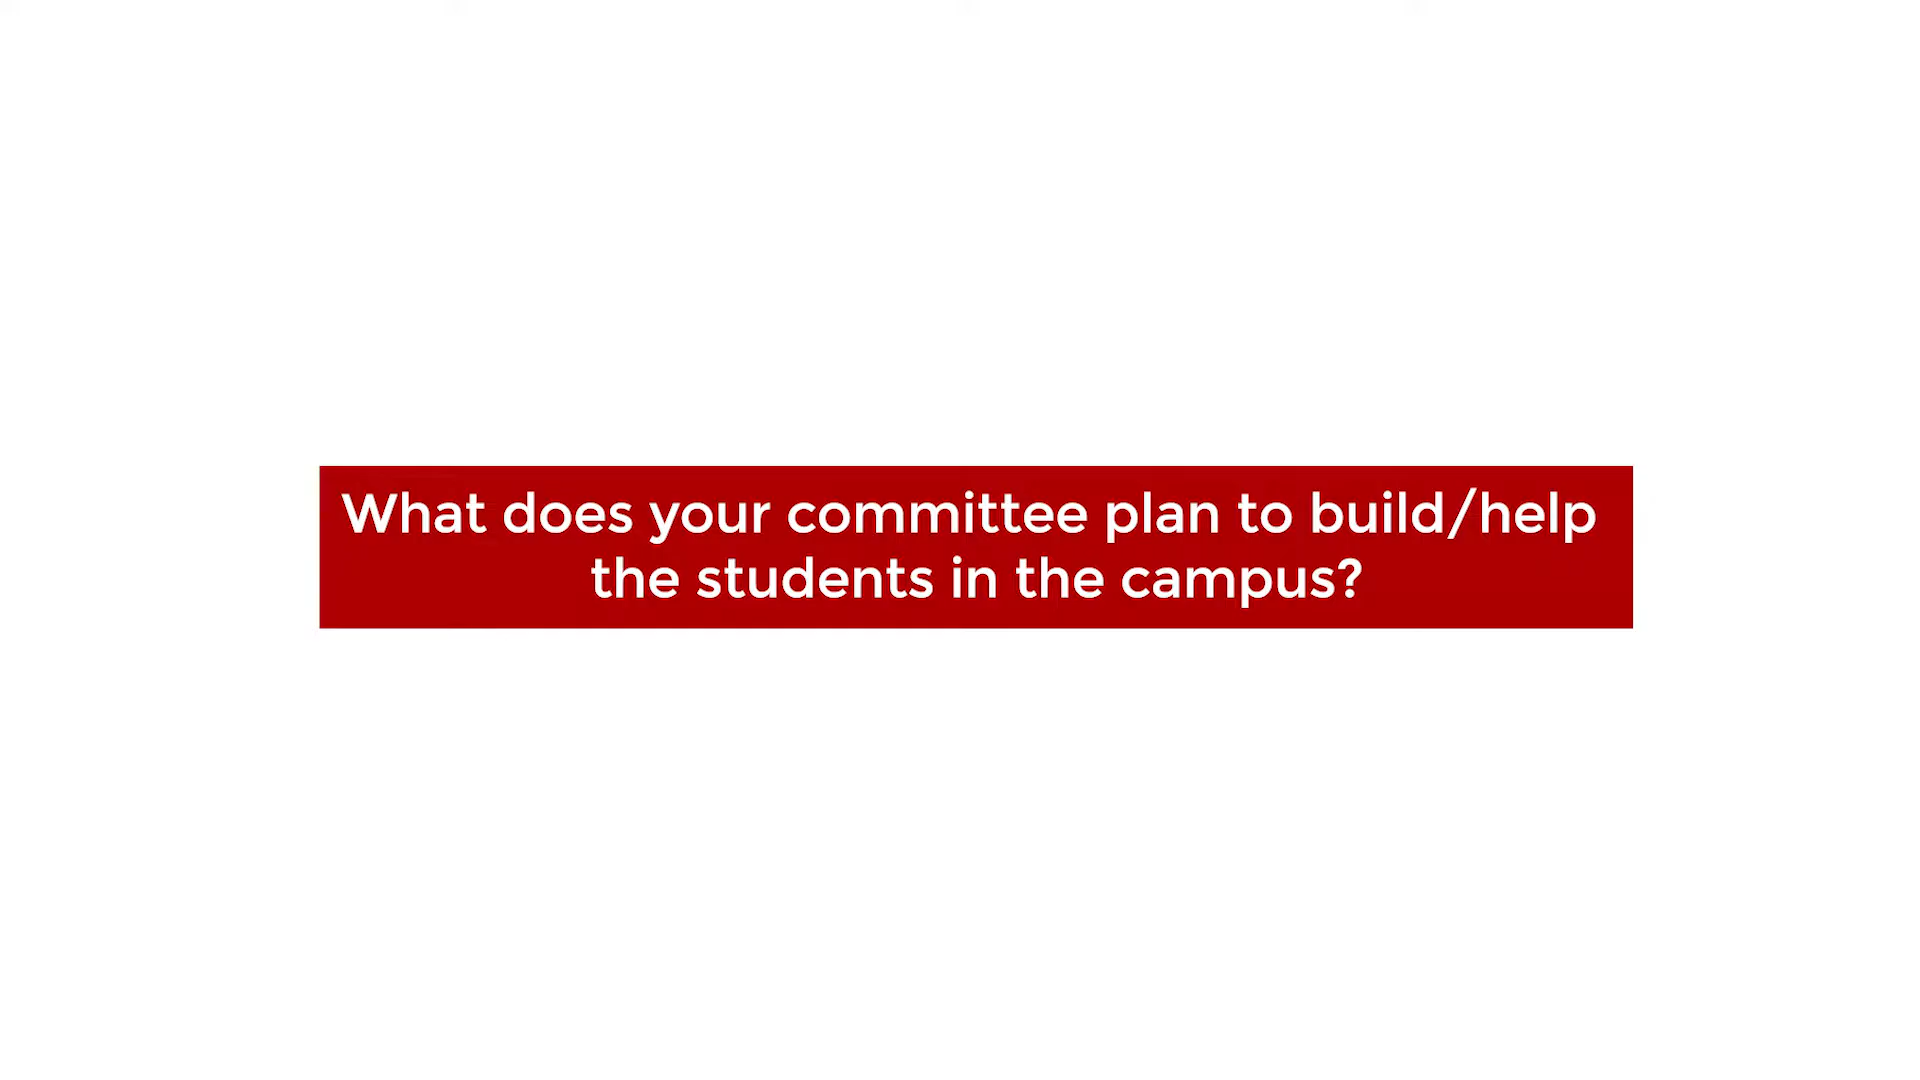 What does your committee plan to build/help
the students in the campus?